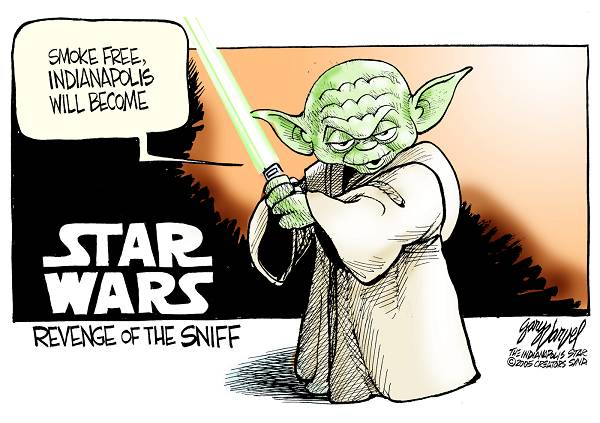 SMOKE FREE,
INDIANAPOLIS
WILL BECOME
STAR
WARS
REVENGE OF THE SNIFF
Gary Varvel
THE INDIANAPOLIS STAR
©2005 CREATORS SYND